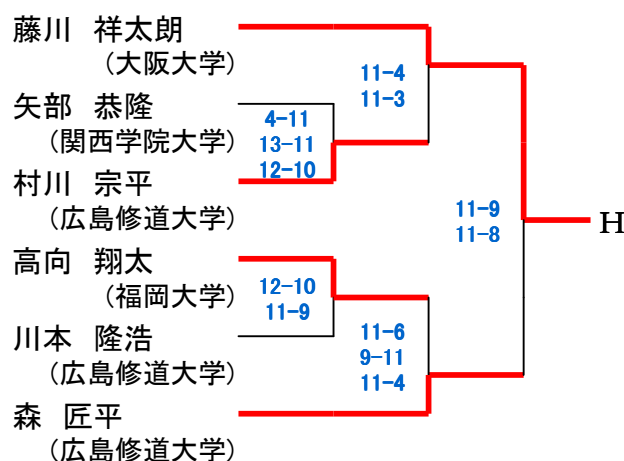 藤川 祥太朗
(大阪大学)
11-4
11-3
矢部 恭隆
(関西学院大学)
4-11
13-11
12-10
村川 宗平
(広島修道大学)
11-9
11-8
H
高向 翔太
(福岡大学)
12-10
11-9
川本 隆浩
(広島修道大学)
11-6
9-11
11-4
森 匠平
(広島修道大学)